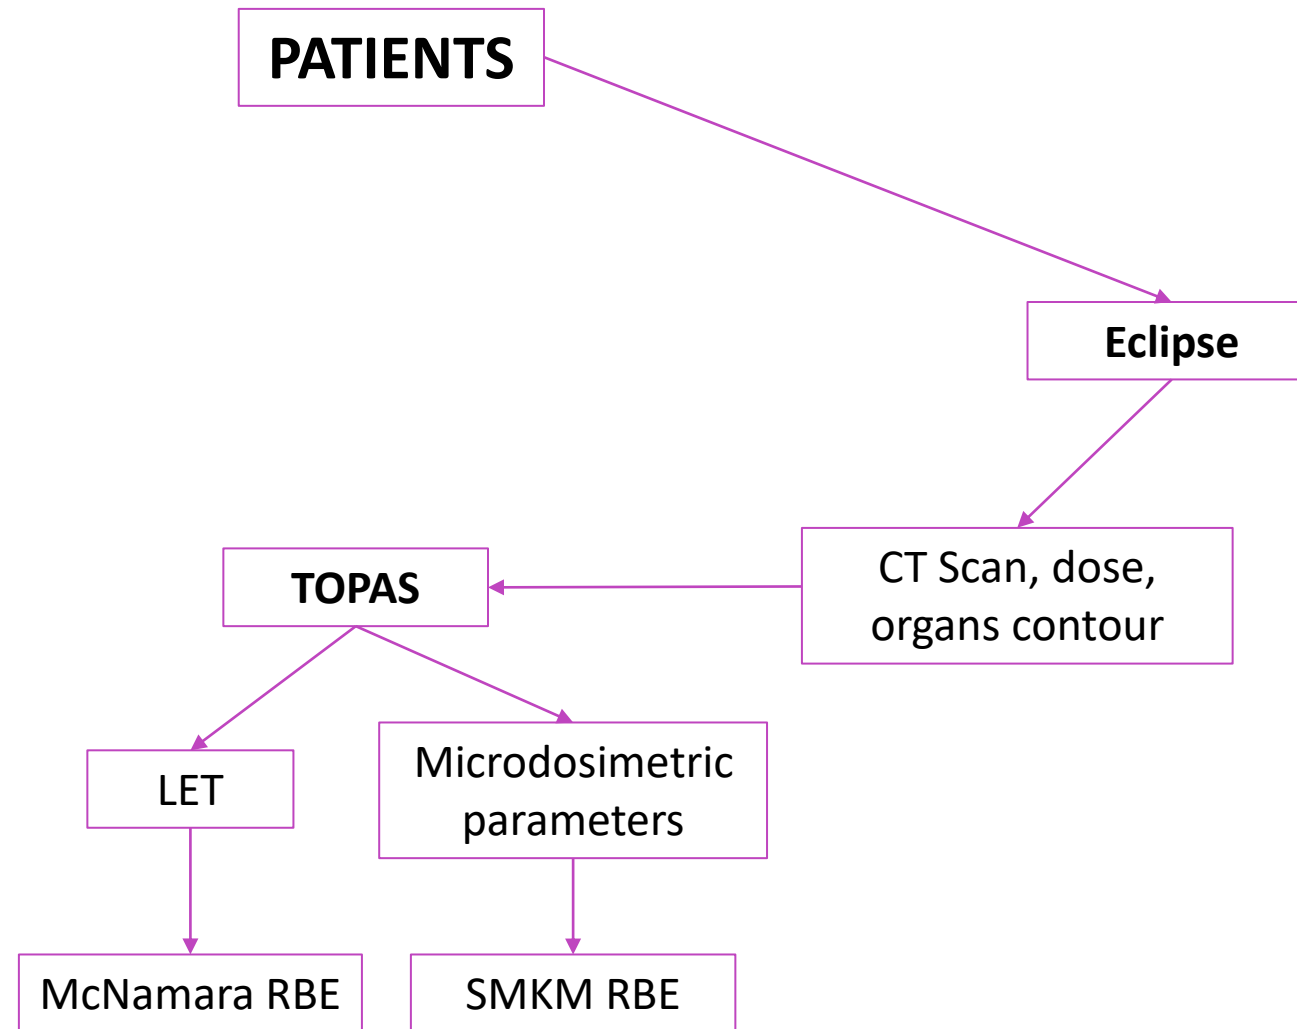 PATIENTS
Eclipse
CT Scan, dose,
organs contour
TOPAS
LET
Microdosimetric
parameters
McNamara RBE
SMKM RBE